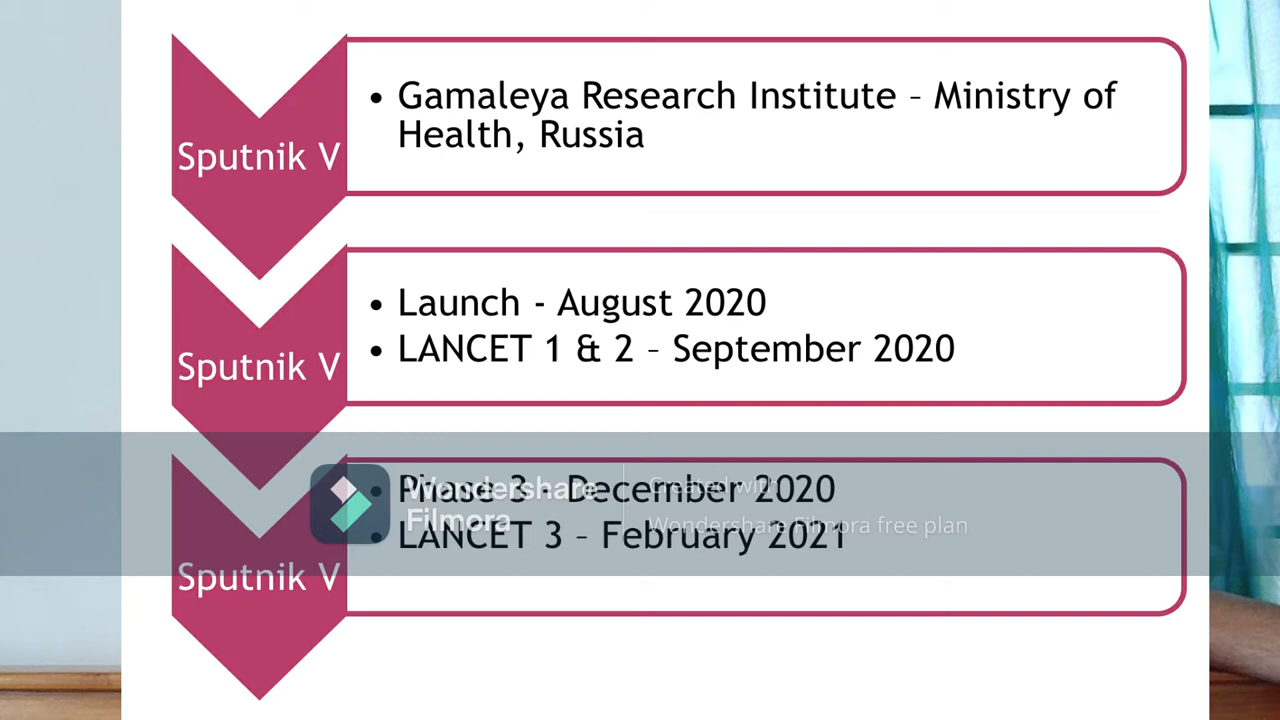 Sputnik V
• Gamaleya Research Institute – Ministry of
Health, Russia
Sputnik V
• Launch - August 2020
• LANCET 1 & 2 – September 2020
Sputnik V
• Phase 3 - December 2020
• LANCET 3 – February 2021
Wondershare
Filmora
Created with
Wondershare Filmora free plan